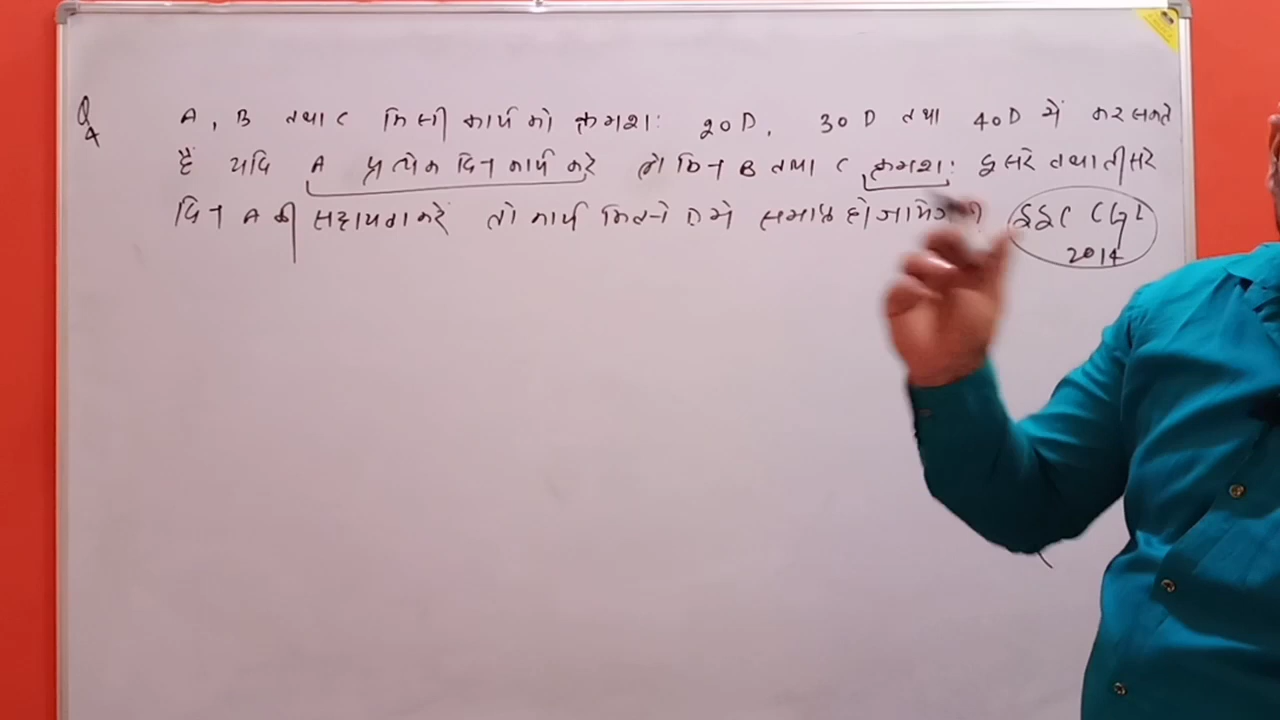 Q4 A, B तथा C किसी कार्य को क्रमशः 20D, 30D तथा 40D में कर सकते
हैं यदि A प्रत्येक दिन कार्य करे B तथा C क्रमशः दुसरे तथा तीसरे
दिन A की सहायता करें तो कार्य कितने D में समाप्त हो SSC CGL
2014